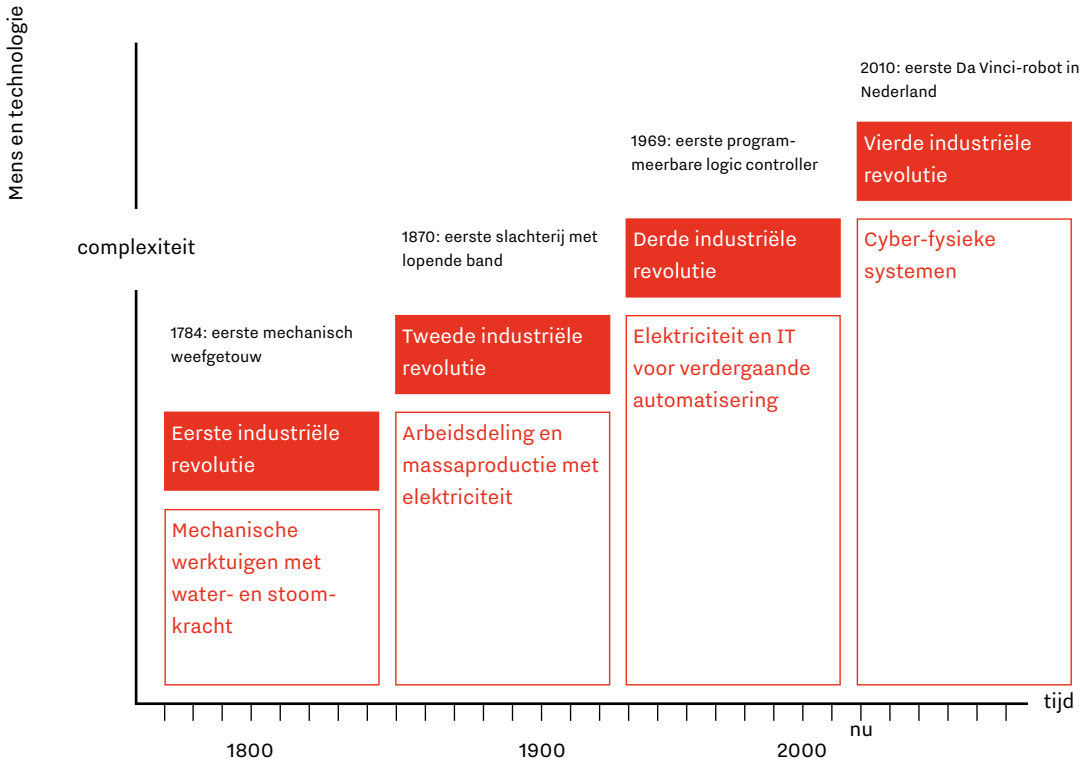 Mens en technologie
complexiteit
1784: eerste mechanisch
weefgetouw
Eerste industriële
revolutie
Mechanische
werktuigen met
water- en stoom-
kracht
1870: eerste slachterij met
lopende band
Tweede industriële
revolutie
Arbeidsdeling en
massaproductie met
elektriciteit
1969: eerste program-
meerbare logic controller
Derde industriële
revolutie
Elektriciteit en IT
voor verdergaande
automatisering
2010: eerste Da Vinci-robot in
Nederland
Vierde industriële
revolutie
Cyber-fysieke
systemen
tijd
nu
1800
1900
2000